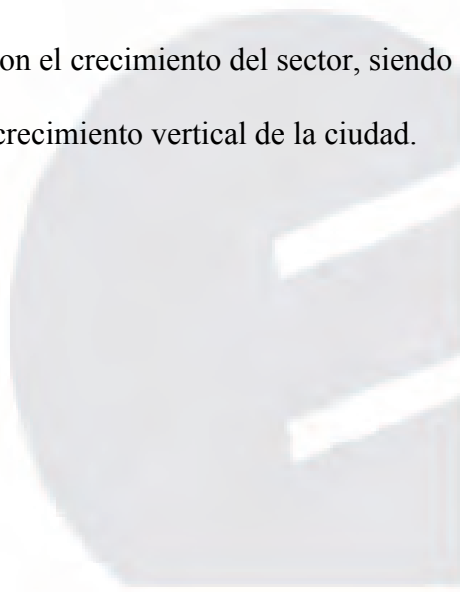 on el crecimiento del sector, siendo
crecimiento vertical de la ciudad.